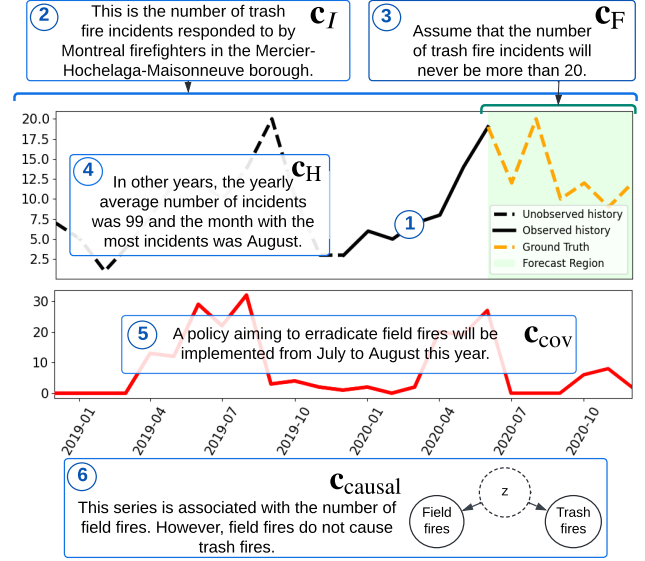 2
This is the number of trash
fire incidents responded to by
Montreal firefighters in the Mercier-
Hochelaga-Maisonneuve borough.
c_I
3
Assume that the number
of trash fire incidents will
never be more than 20.
c_F
20.0
17.5
15.0
12.5
10.0
7.5
5.0
2.5
4
In other years, the yearly
average number of incidents
was 99 and the month with the
most incidents was August.
c_H
1
Unobserved history
Observed history
Ground Truth
Forecast Region
30
20
10
0
5
A policy aiming to erradicate field fires will be
implemented from July to August this year.
c_cov
2019-01
2019-04
2019-07
2019-10
2020-01
2020-04
2020-07
2020-10
6
c_causal
This series is associated with the number of
field fires. However, field fires do not cause
trash fires.
z
Field
fires
Trash
fires